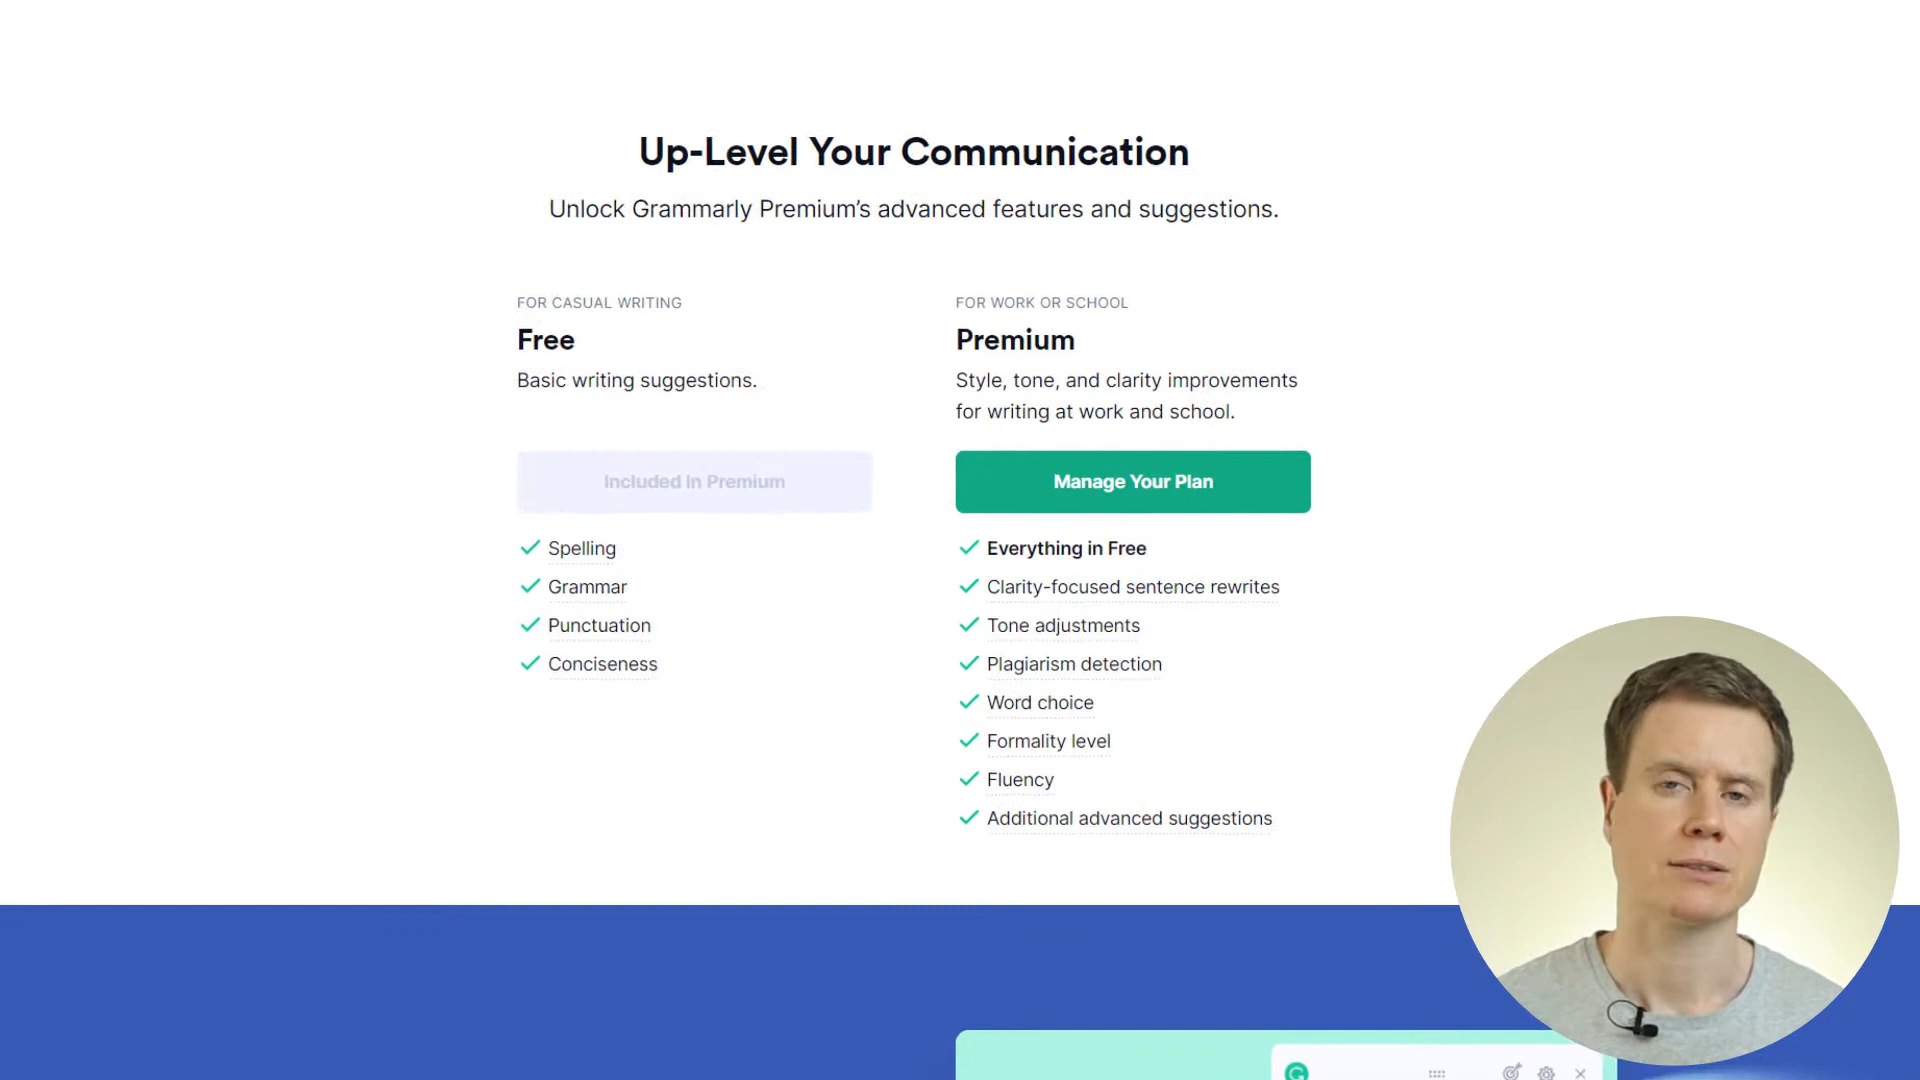 Up-Level Your Communication
Unlock Grammarly Premium’s advanced features and suggestions.
FOR CASUAL WRITING
Free
Basic writing suggestions.
Included In Premium
Spelling
Grammar
Punctuation
Conciseness
FOR WORK OR SCHOOL
Premium
Style, tone, and clarity improvements
for writing at work and school.
Manage Your Plan
Everything in Free
Clarity-focused sentence rewrites
Tone adjustments
Plagiarism detection
Word choice
Formality level
Fluency
Additional advanced suggestions